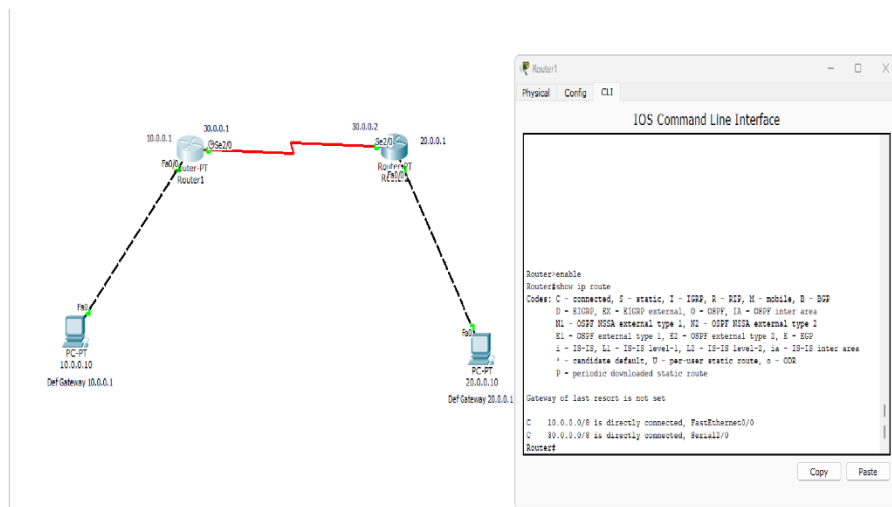 Router1
Physical Config CLI
IOS Command Line Interface
30.0.0.1
10.0.0.1
Se2/0
Fa0/0
Router-PT
Router1
30.0.0.2
Se2/0
20.0.0.1
Router-PT
Fa0/0
Fa0
PC-PT
10.0.0.10
Def Gateway 10.0.0.1
Fa0
PC-PT
20.0.0.10
Def Gateway 20.0.0.1
Router>enable
Router#show ip route
Codes: C - connected, S - static, I - IGRP, R - RIP, M - mobile, B - BGP
D - EIGRP, EX - EIGRP external, O - OSPF, IA - OSPF inter area
N1 - OSPF NSSA external type 1, N2 - OSPF NSSA external type 2
E1 - OSPF external type 1, E2 - OSPF external type 2, E - EGP
i - IS-IS, L1 - IS-IS level-1, L2 - IS-IS level-2, ia - IS-IS inter area
* - candidate default, U - per-user static route, o - ODR
P - periodic downloaded static route
Gateway of last resort is not set
C 10.0.0.0/8 is directly connected, FastEthernet0/0
C 30.0.0.0/8 is directly connected, Serial2/0
Router#
Copy Paste